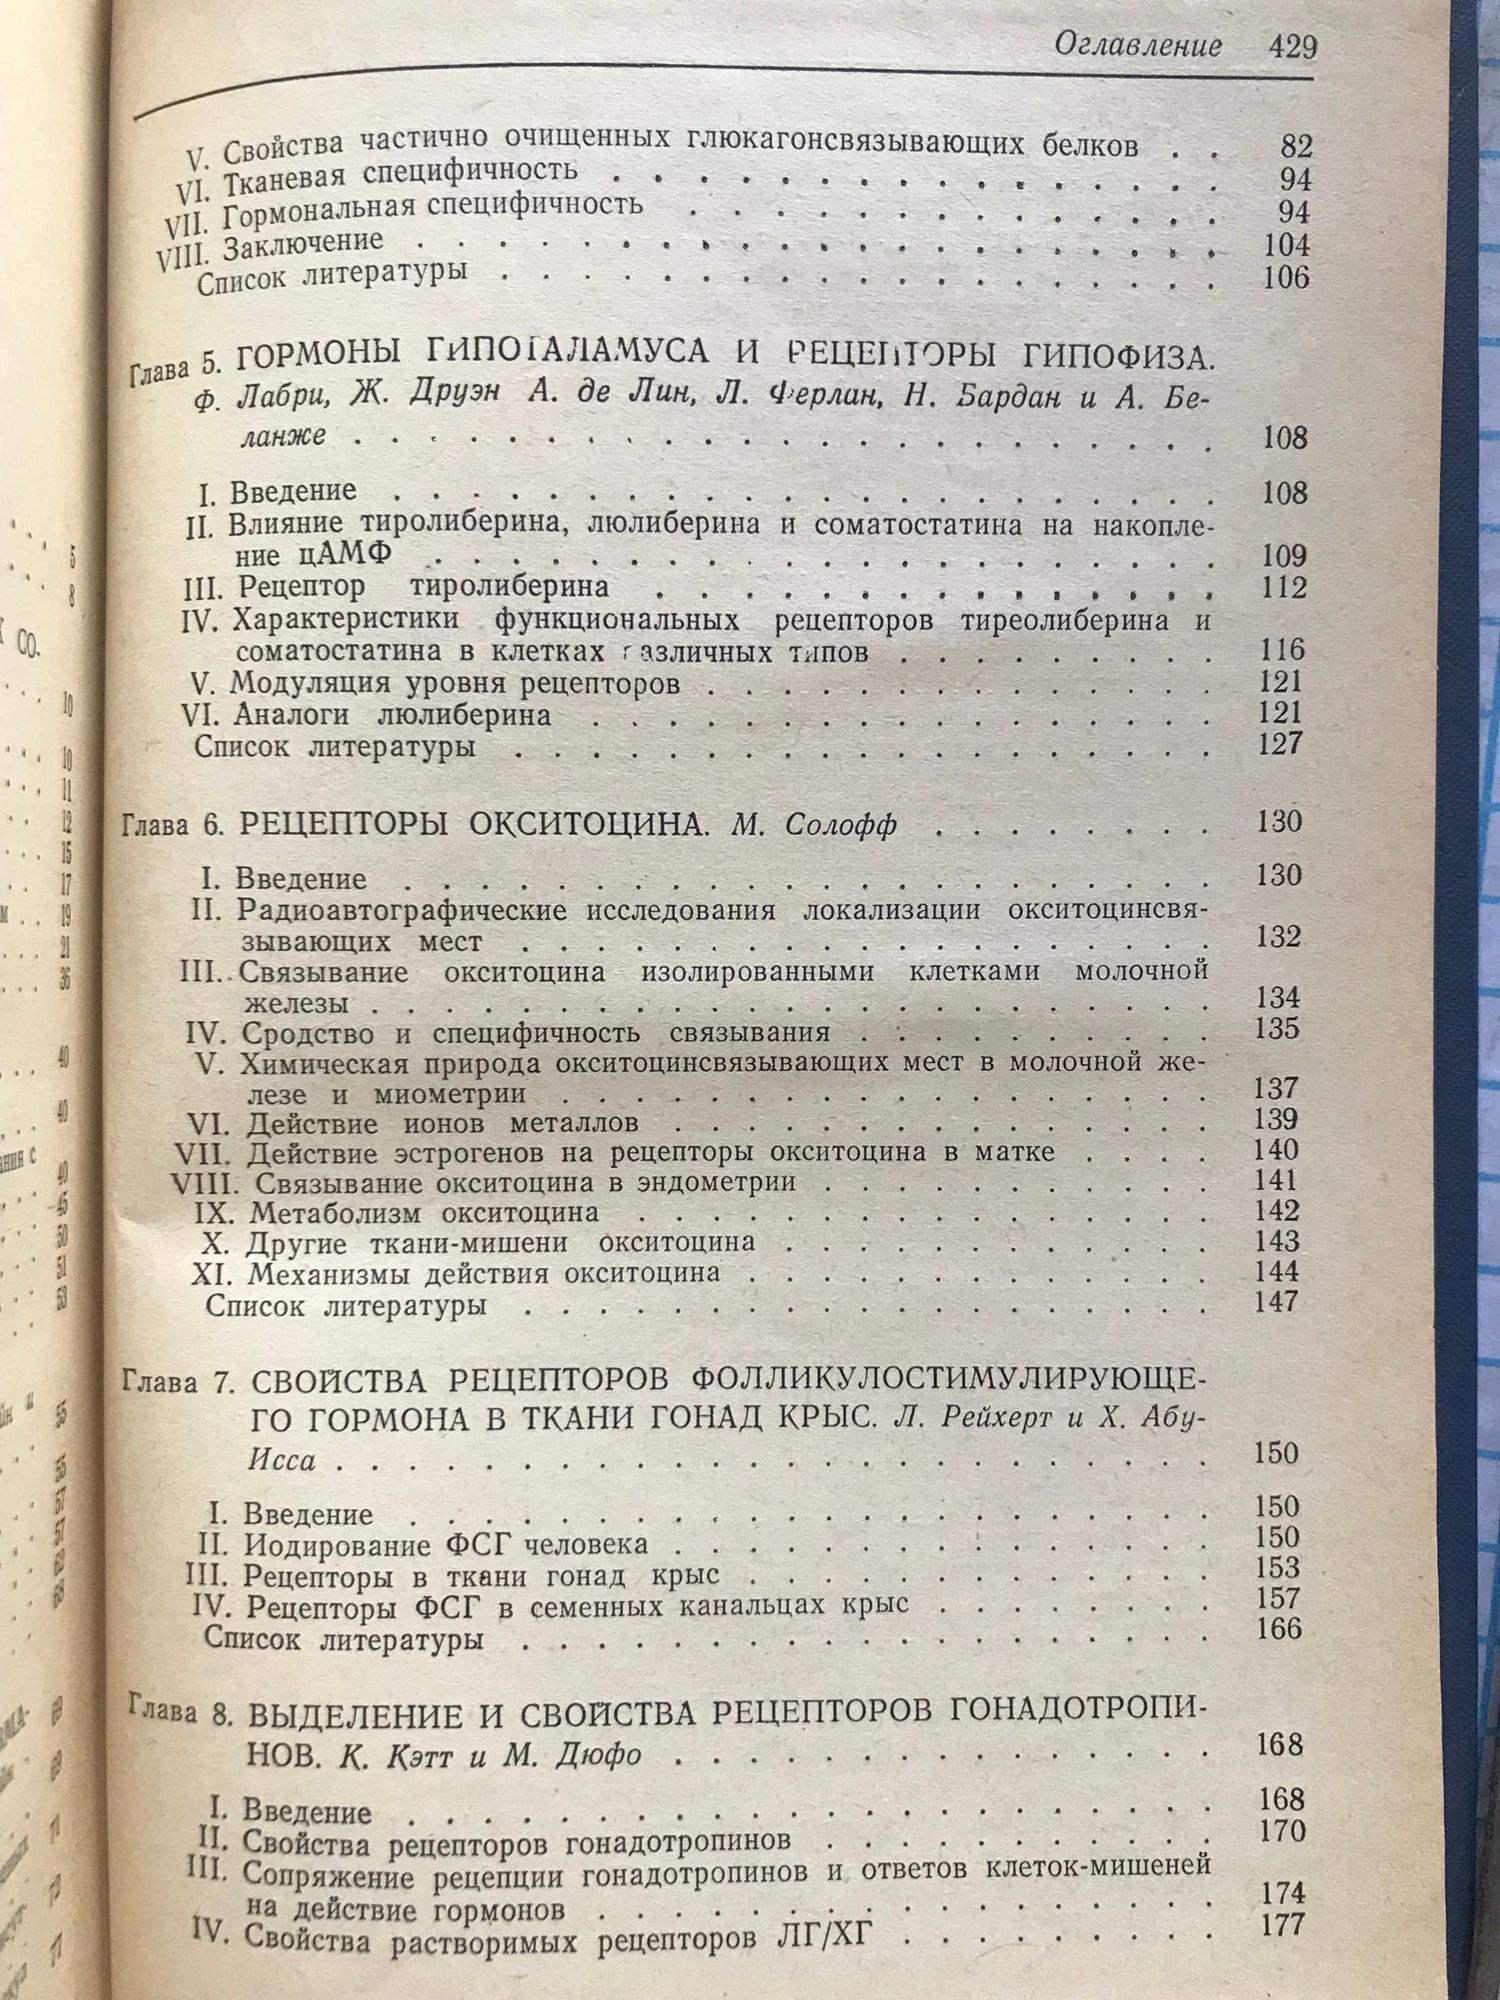 Оглавление 429
V. Свойства частично очищенных глюкагонсвязывающих белков . . 82
VI. Тканевая специфичность . . . . . . . . . . . . . . . . 94
VII. Гормональная специфичность . . . . . . . . . . . . . . 94
VIII. Заключение . . . . . . . . . . . . . . . . . . . . . 104
Список литературы . . . . . . . . . . . . . . . . . . . 106
Глава 5. ГОРМОНЫ ГИПОТАЛАМУСА И РЕЦЕПТОРЫ ГИПОФИЗА.
Ф. Лабри, Ж. Друэн А. де Лин, Л. Ферлан, Н. Бардан и А. Бе-
ланже . . . . . . . . . . . . . . . . . . . . . . 108
I. Введение . . . . . . . . . . . . . . . . . . . . . . 108
II. Влияние тиролиберина, люлиберина и соматостатина на накопле-
ние цАМФ . . . . . . . . . . . . . . . . . . . . . 109
III. Рецептор тиролиберина . . . . . . . . . . . . . . . 112
IV. Характеристики функциональных рецепторов тиреолиберина и
соматостатина в клетках различных типов . . . . . . . . . 116
V. Модуляция уровня рецепторов . . . . . . . . . . . . . . 121
VI. Аналоги люлиберина . . . . . . . . . . . . . . . . . 121
Список литературы . . . . . . . . . . . . . . . . . . . 127
Глава 6. РЕЦЕПТОРЫ ОКСИТОЦИНА. М. Солофф . . . . . . . . 130
I. Введение . . . . . . . . . . . . . . . . . . . . . . 130
II. Радиоавтографические исследования локализации окситоцинсвя-
зывающих мест . . . . . . . . . . . . . . . . . . . 132
III. Связывание окситоцина изолированными клетками молочной
железы . . . . . . . . . . . . . . . . . . . . . . 134
IV. Сродство и специфичность связывания . . . . . . . . . . 135
V. Химическая природа окситоцинсвязывающих мест в молочной же-
лезе и миометрии . . . . . . . . . . . . . . . . . . 137
VI. Действие ионов металлов . . . . . . . . . . . . . . . 139
VII. Действие эстрогенов на рецепторы окситоцина в матке . . . . 140
VIII. Связывание окситоцина в эндометрии . . . . . . . . . . . 141
IX. Метаболизм окситоцина . . . . . . . . . . . . . . . . 142
X. Другие ткани-мишени окситоцина . . . . . . . . . . . . 143
XI. Механизмы действия окситоцина . . . . . . . . . . . . . 144
Список литературы . . . . . . . . . . . . . . . . . . . 147
Глава 7. СВОЙСТВА РЕЦЕПТОРОВ ФОЛЛИКУЛОСТИМУЛИРУЮЩЕ-
ГО ГОРМОНА В ТКАНИ ГОНАД КРЫС. Л. Рейхерт и Х. Абу-
Исса . . . . . . . . . . . . . . . . . . . . . . . 150
I. Введение . . . . . . . . . . . . . . . . . . . . . . 150
II. Иодирование ФСГ человека . . . . . . . . . . . . . . . 150
III. Рецепторы в ткани гонад крыс . . . . . . . . . . . . . 153
IV. Рецепторы ФСГ в семенных канальцах крыс . . . . . . . . 157
Список литературы . . . . . . . . . . . . . . . . . . . 166
Глава 8. ВЫДЕЛЕНИЕ И СВОЙСТВА РЕЦЕПТОРОВ ГОНАДОТРОПИ-
НОВ. К. Кэтт и М. Дюфо . . . . . . . . . . . . . . . 168
I. Введение . . . . . . . . . . . . . . . . . . . . . . 168
II. Свойства рецепторов гонадотропинов . . . . . . . . . . . 170
III. Сопряжение рецепции гонадотропинов и ответов клеток-мишеней
на действие гормонов . . . . . . . . . . . . . . . . 174
IV. Свойства растворимых рецепторов ЛГ/ХГ . . . . . . . . . 177